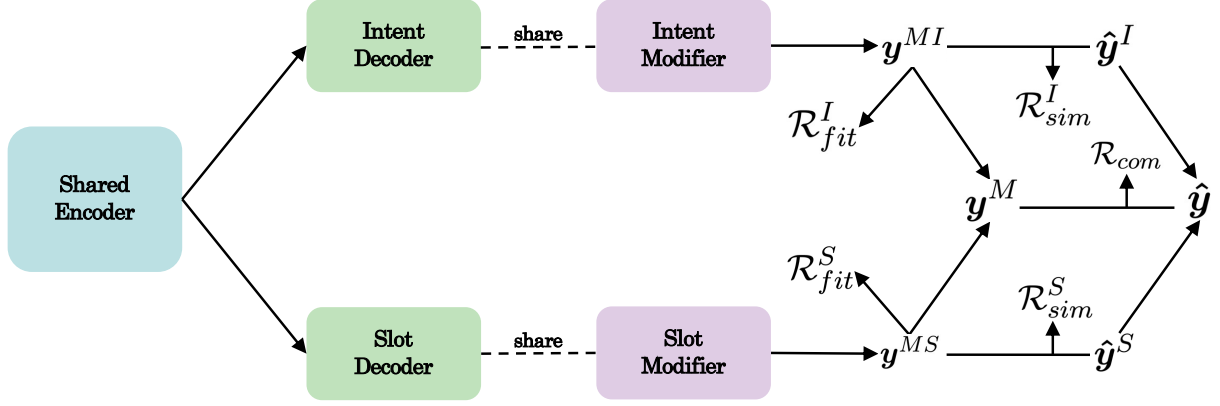 Intent
Decoder
share
Intent
Modifier
y^{MI}
ŷ^I
R^I_{sim}
R^I_{fit}
R_{com}
Shared
Encoder
y^M
ŷ
R^S_{fit}
R^S_{sim}
Slot
Decoder
share
Slot
Modifier
y^{MS}
ŷ^S